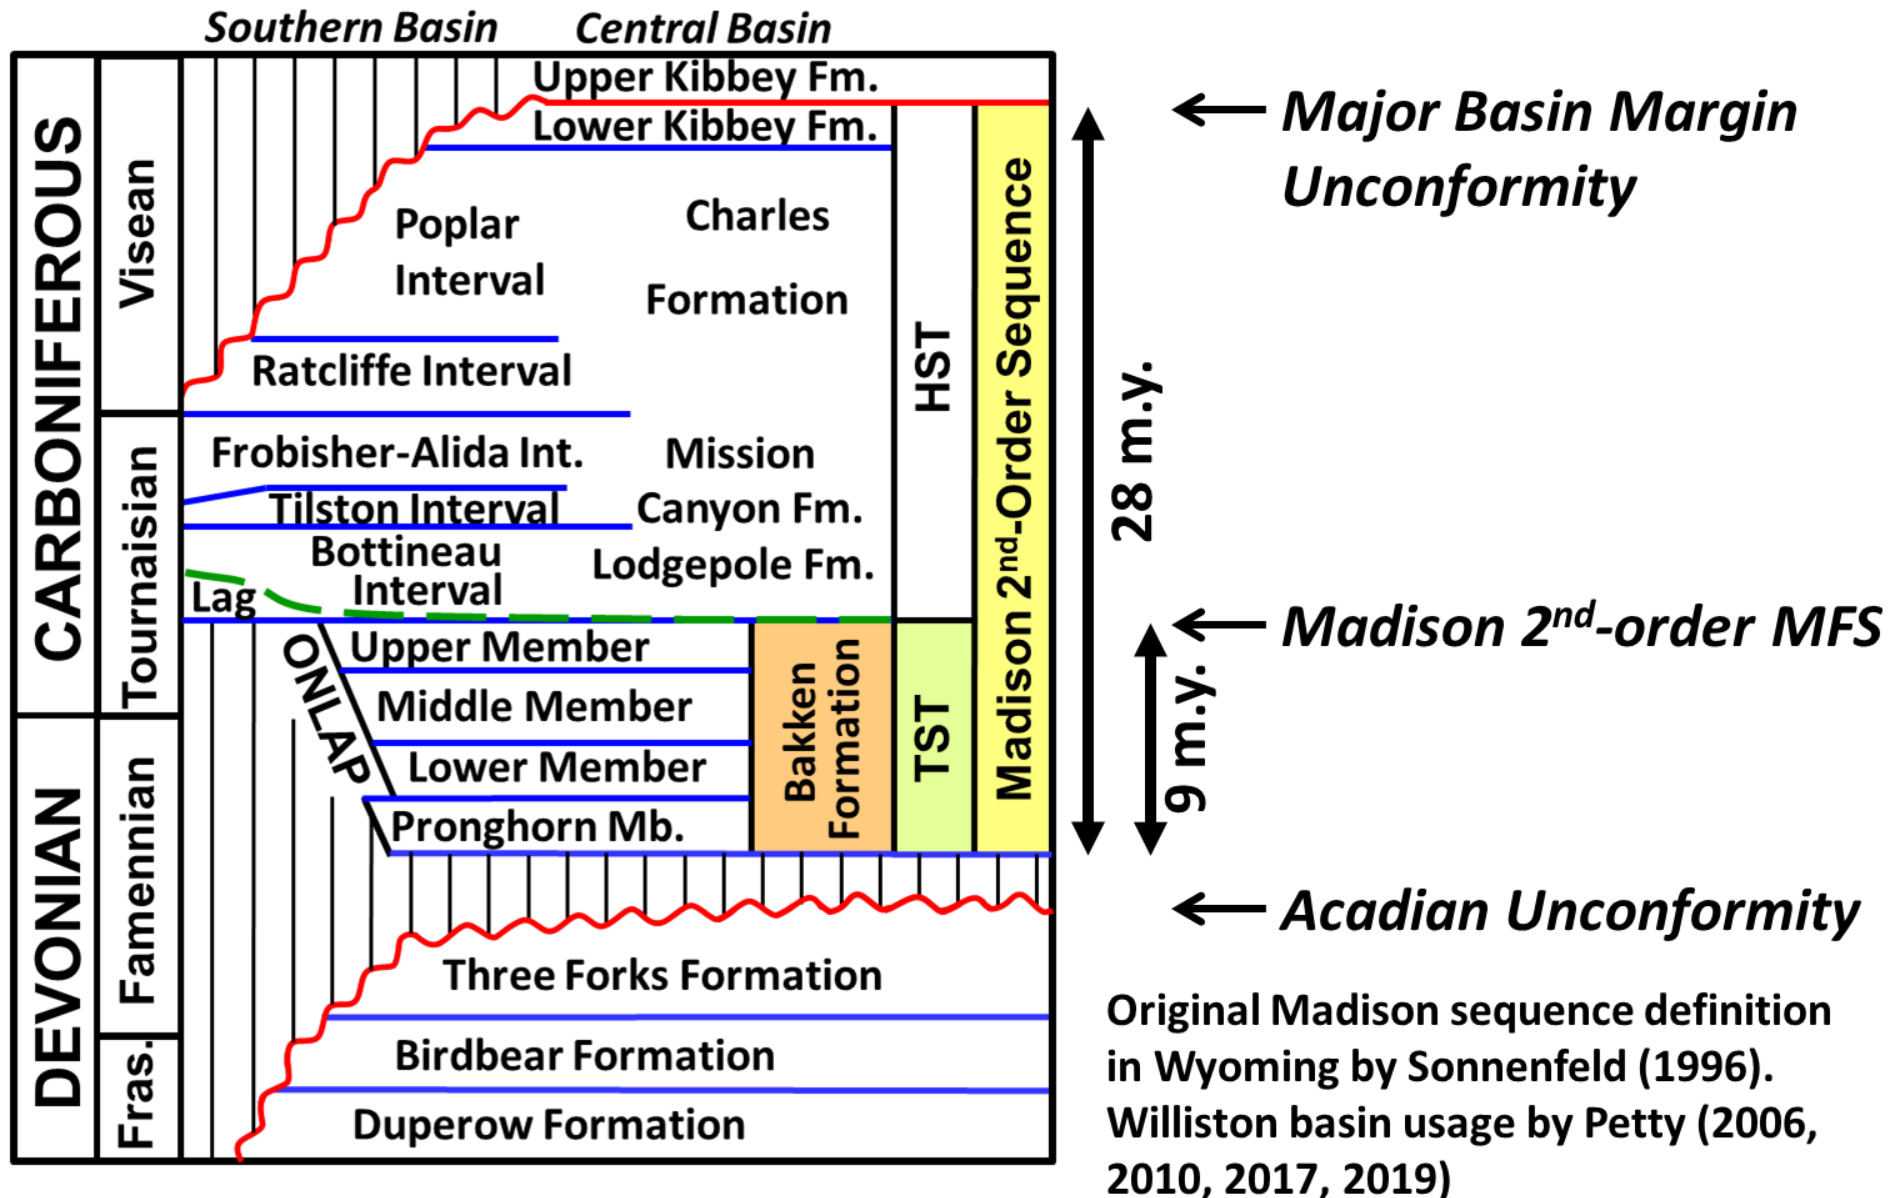 Southern Basin
Central Basin
CARBONIFEROUS
DEVONIAN
Visean
Tournaisian
Famennian
Fras.
Upper Kibbey Fm.
Lower Kibbey Fm.
Poplar
Interval
Charles
Formation
Ratcliffe Interval
Frobisher-Alida Int.
Mission
Canyon Fm.
Tilston Interval
Bottineau
Interval
Lodgepole Fm.
Lag
ONLAP
Upper Member
Middle Member
Lower Member
Pronghorn Mb.
Bakken
Formation
HST
TST
Madison 2nd-Order Sequence
Three Forks Formation
Birdbear Formation
Duperow Formation
28 m.y.
9 m.y.
Major Basin Margin
Unconformity
Madison 2nd-order MFS
Acadian Unconformity
Original Madison sequence definition
in Wyoming by Sonnenfeld (1996).
Williston basin usage by Petty (2006,
2010, 2017, 2019)